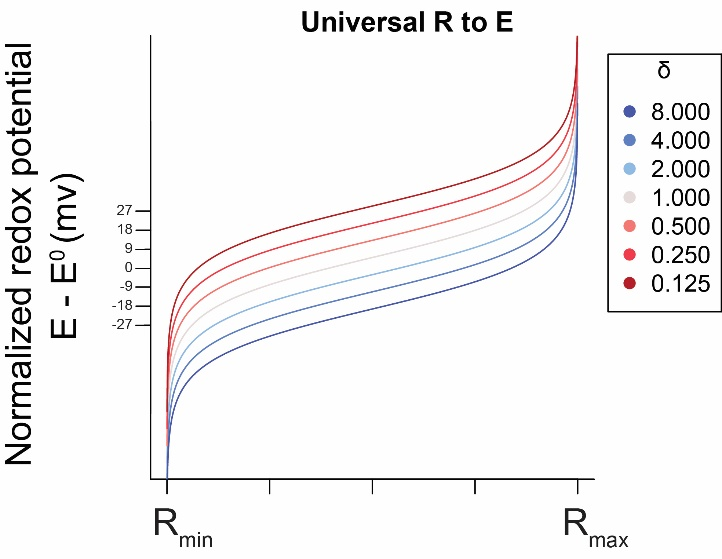 Universal R to E
Normalized redox potential
E - E⁰ (mv)
27
18
9
0
-9
-18
-27
Rmin
Rmax
δ
8.000
4.000
2.000
1.000
0.500
0.250
0.125